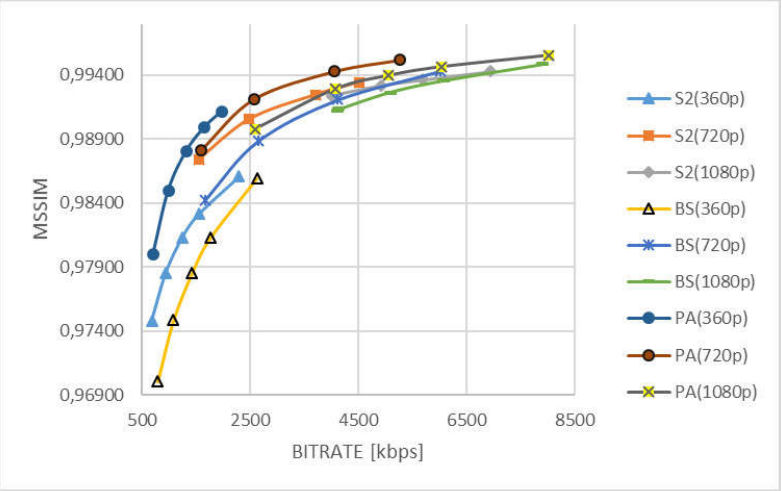 MSSIM
0,99400
0,98900
0,98400
0,97900
0,97400
0,96900
500
2500
4500
6500
8500
BITRATE [kbps]
S2(360p)
S2(720p)
S2(1080p)
BS(360p)
BS(720p)
BS(1080p)
PA(360p)
PA(720p)
PA(1080p)